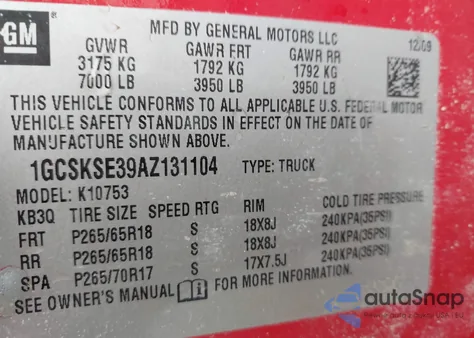 GM
MFD BY GENERAL MOTORS LLC
12/09
GVWR GAWR FRT GAWR RR
3175 KG 1792 KG 1792 KG
7000 LB 3950 LB 3950 LB
THIS VEHICLE CONFORMS TO ALL APPLICABLE U.S. FEDERAL MOTOR
VEHICLE SAFETY STANDARDS IN EFFECT ON THE DATE OF
MANUFACTURE SHOWN ABOVE.
1GCSKSE39AZ131104 TYPE: TRUCK
MODEL: K10753
KB3Q TIRE SIZE SPEED RTG RIM COLD TIRE PRESSURE
FRT P265/65R18 S 18X8J 240KPA(35PSI)
RR P265/65R18 S 18X8J 240KPA(35PSI)
SPA P265/70R17 S 17X7.5J 240KPA(35PSI)
SEE OWNER'S MANUAL FOR MORE INFORMATION.
autoSnap